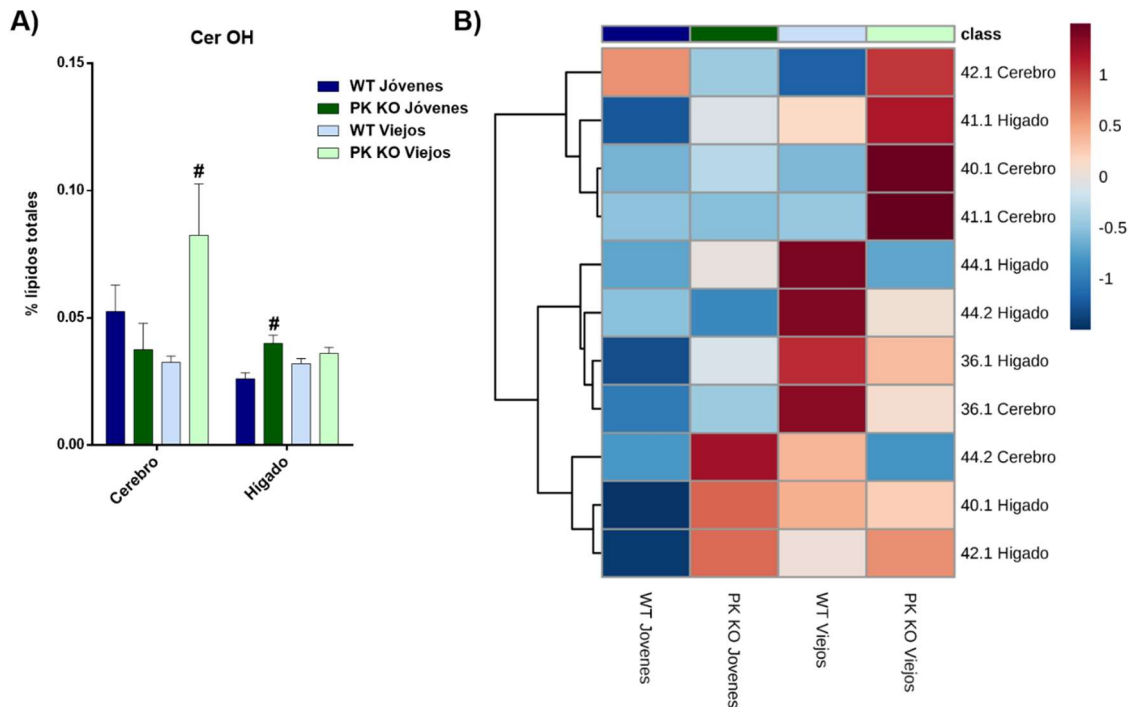 A)
Cer OH
0.15
0.10
0.05
0.00
% lípidos totales
WT Jóvenes
PK KO Jóvenes
WT Viejos
PK KO Viejos
#
#
Cerebro
Hígado
B)
class
42.1 Cerebro
41.1 Higado
40.1 Cerebro
41.1 Cerebro
44.1 Higado
44.2 Higado
36.1 Higado
36.1 Cerebro
44.2 Cerebro
40.1 Higado
42.1 Higado
1
0.5
0
-0.5
-1
WT Jovenes
PK KO Jovenes
WT Viejos
PK KO Viejos